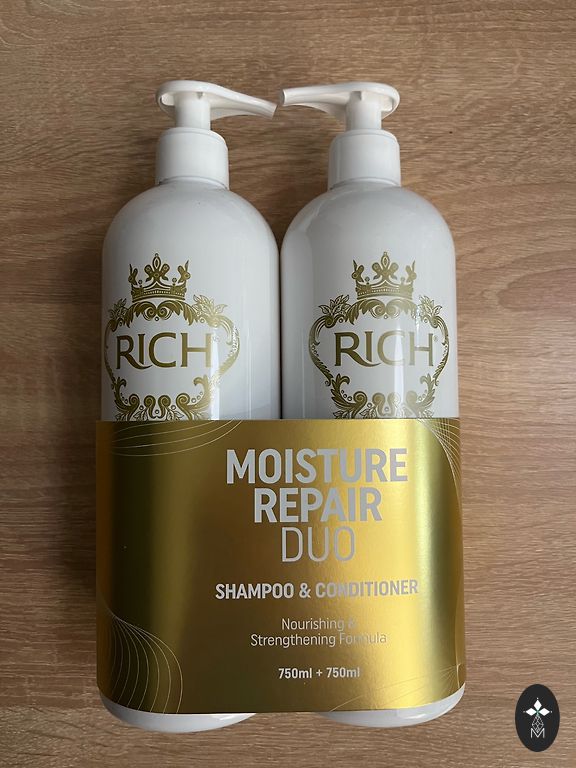 RICH®
RICH®
MOISTURE
REPAIR
DUO
SHAMPOO & CONDITIONER
Nourishing &
Strengthening Formula
750ml + 750ml
M